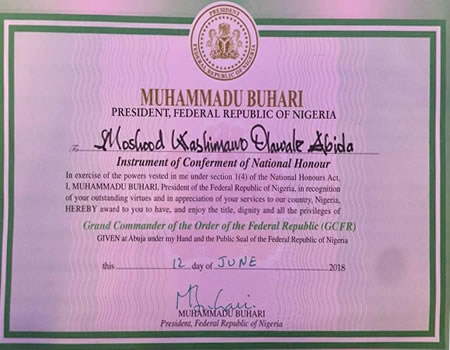 PRESIDENT
FEDERAL REPUBLIC OF NIGERIA
MUHAMMADU BUHARI
PRESIDENT, FEDERAL REPUBLIC OF NIGERIA
To Moshood Kashimawo Olawale Abiola
Instrument of Conferment of National Honour
In exercise of the powers vested in me under section 1(4) of the National Honours Act,
I, MUHAMMADU BUHARI, President of the Federal Republic of Nigeria, in recognition
of your outstanding virtues and in appreciation of your services to our country, Nigeria,
HEREBY award to you to have, and enjoy the title, dignity and all the privileges of
Grand Commander of the Order of the Federal Republic (GCFR)
GIVEN at Abuja under my Hand and the Public Seal of the Federal Republic of Nigeria
this 12 day of JUNE 2018
MBuhari
MUHAMMADU BUHARI
President, Federal Republic of Nigeria